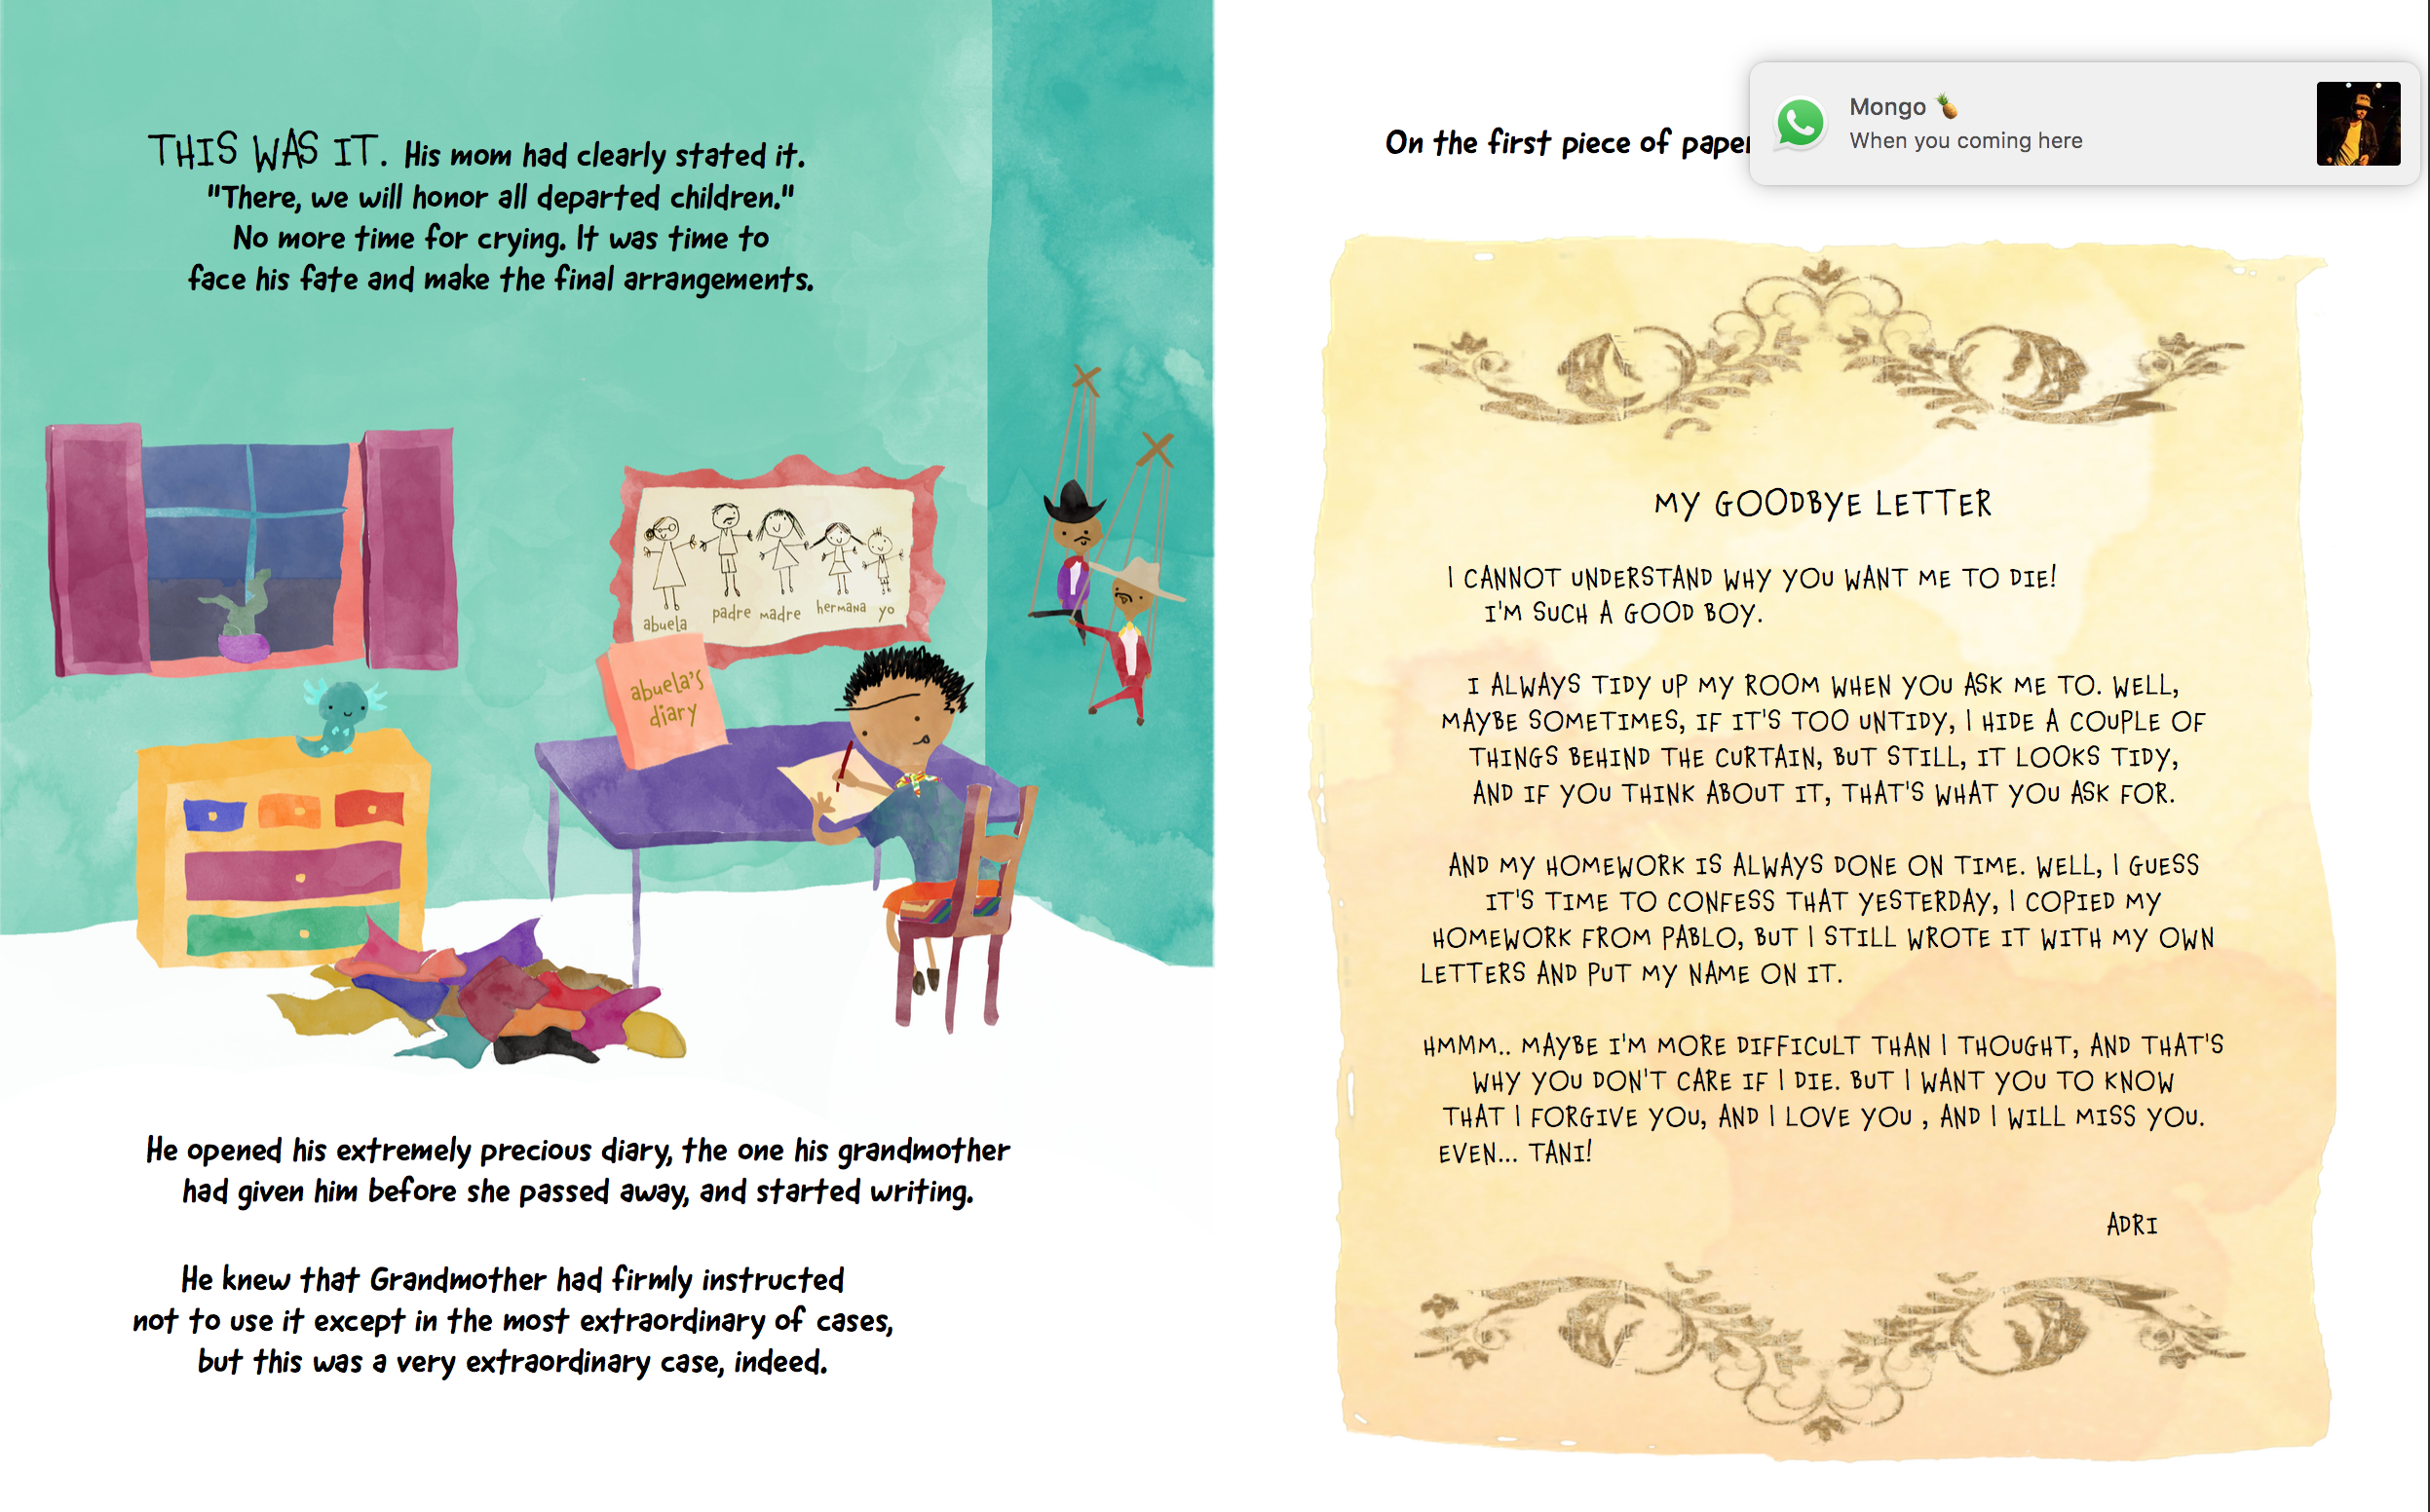 THIS WAS IT. His mom had clearly stated it.
"There, we will honor all departed children."
No more time for crying. It was time to
face his fate and make the final arrangements.
abuela padre madre hermana yo
abuela's
diary
He opened his extremely precious diary, the one his grandmother
had given him before she passed away, and started writing.
He knew that Grandmother had firmly instructed
not to use it except in the most extraordinary of cases,
but this was a very extraordinary case, indeed.
On the first piece of paper
Mongo 🍍
When you coming here
MY GOODBYE LETTER
I CANNOT UNDERSTAND WHY YOU WANT ME TO DIE!
I'M SUCH A GOOD BOY.
I ALWAYS TIDY UP MY ROOM WHEN YOU ASK ME TO. WELL,
MAYBE SOMETIMES, IF IT'S TOO UNTIDY, I HIDE A COUPLE OF
THINGS BEHIND THE CURTAIN, BUT STILL, IT LOOKS TIDY,
AND IF YOU THINK ABOUT IT, THAT'S WHAT YOU ASK FOR.
AND MY HOMEWORK IS ALWAYS DONE ON TIME. WELL, I GUESS
IT'S TIME TO CONFESS THAT YESTERDAY, I COPIED MY
HOMEWORK FROM PABLO, BUT I STILL WROTE IT WITH MY OWN
LETTERS AND PUT MY NAME ON IT.
HMMM.. MAYBE I'M MORE DIFFICULT THAN I THOUGHT, AND THAT'S
WHY YOU DON'T CARE IF I DIE. BUT I WANT YOU TO KNOW
THAT I FORGIVE YOU, AND I LOVE YOU , AND I WILL MISS YOU.
EVEN... TANI!
ADRI